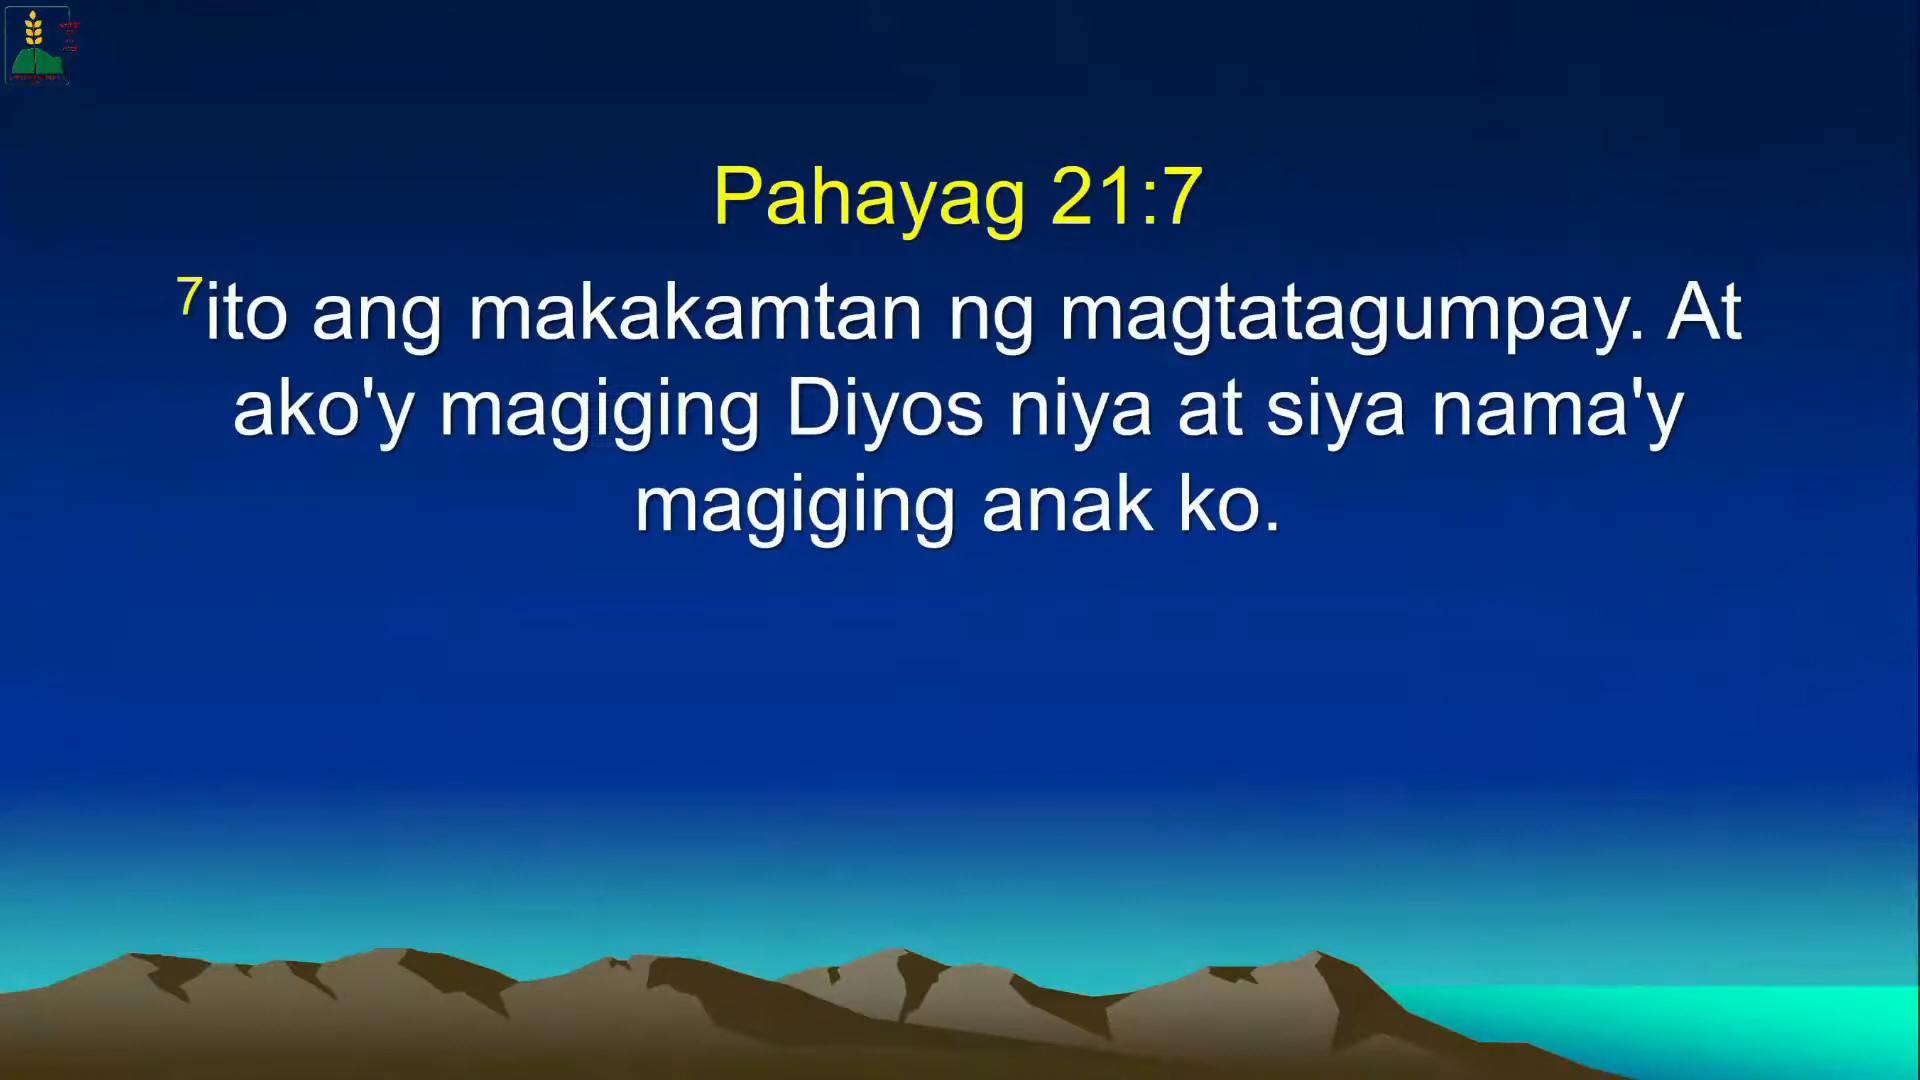 Pahayag 21:7
7ito ang makakamtan ng magtatagumpay. At
ako'y magiging Diyos niya at siya nama'y
magiging anak ko.